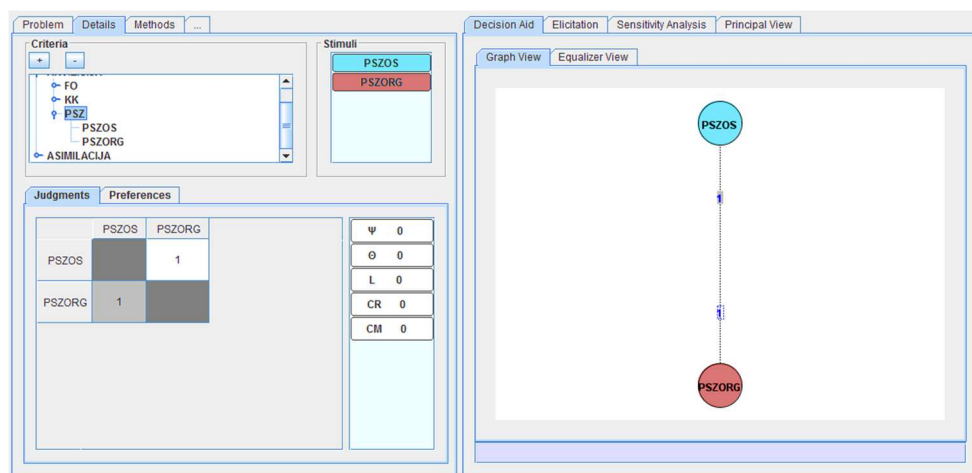 Problem Details Methods ...
Criteria
+ -
FO
KK
PSZ
PSZOS
PSZORG
ASIMILACIJA
Stimuli
PSZOS
PSZORG
Judgments Preferences
PSZOS PSZORG
PSZOS 1
PSZORG 1
Ψ 0
Θ 0
L 0
CR 0
CM 0
Decision Aid Elicitation Sensitivity Analysis Principal View
Graph View Equalizer View
PSZOS
1
1
PSZORG